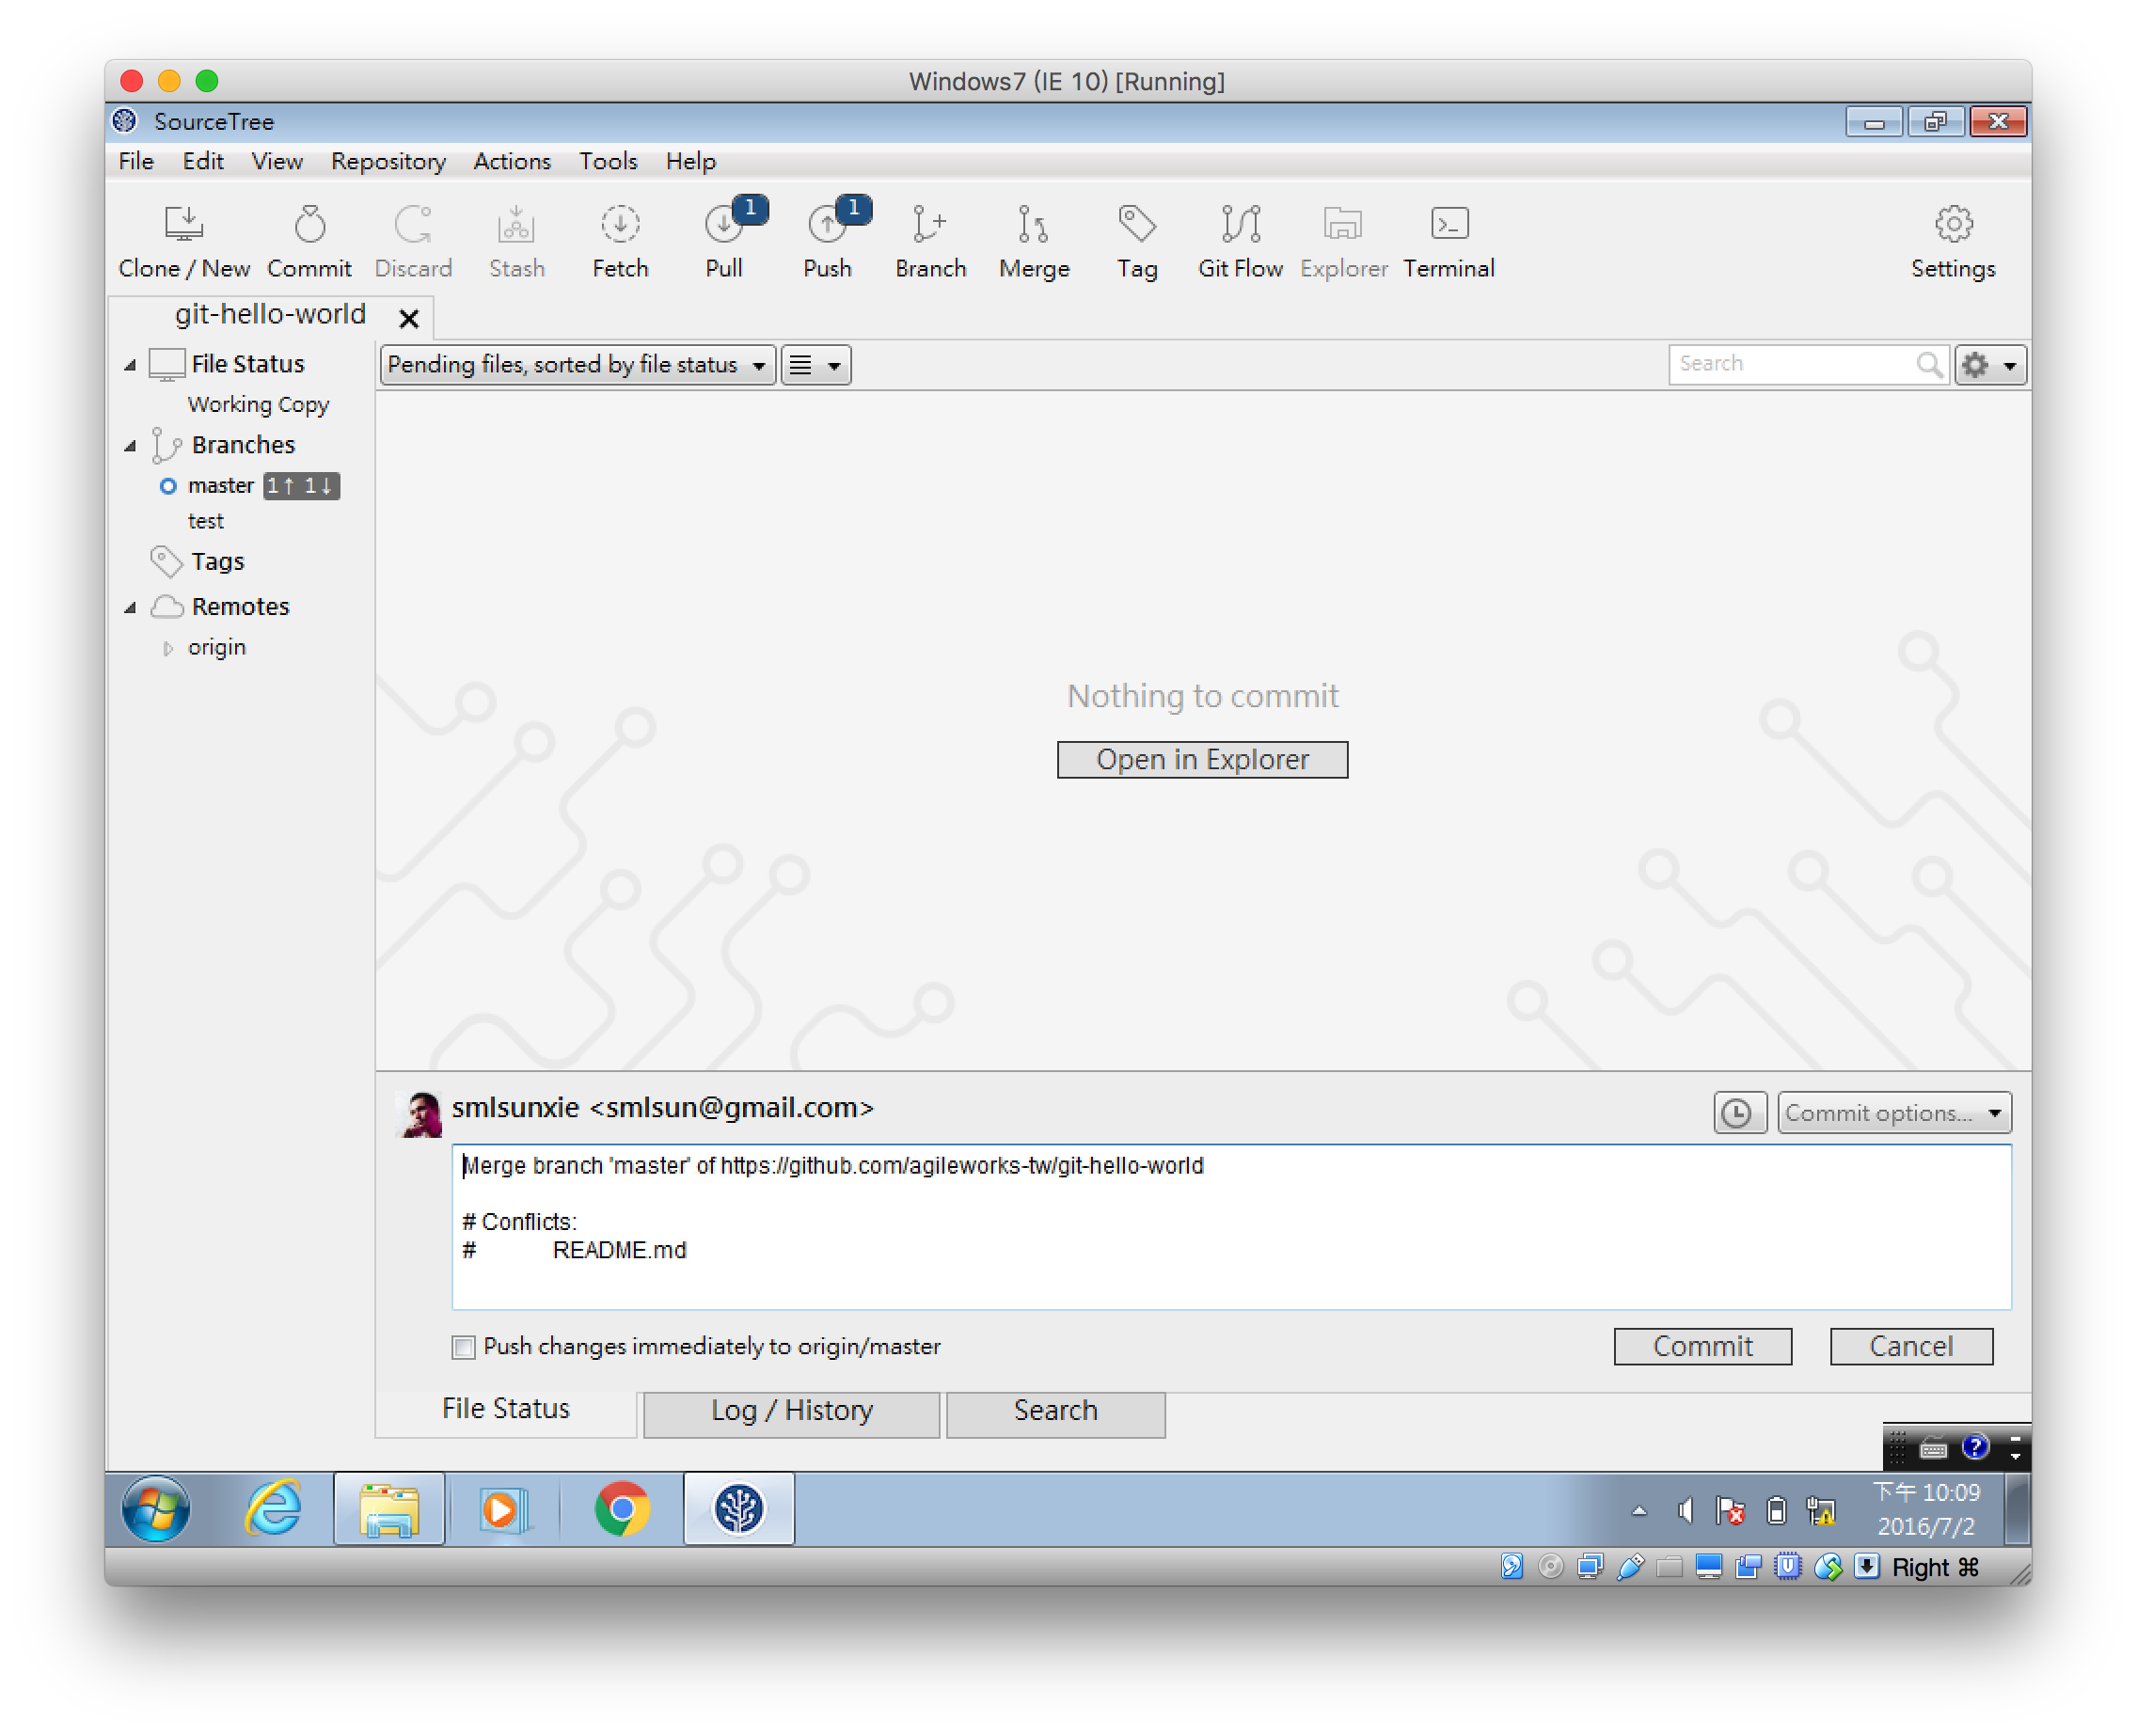 Windows7 (IE 10) [Running]
SourceTree
File Edit View Repository Actions Tools Help
1 1
Clone / New Commit Discard Stash Fetch Pull Push Branch Merge Tag Git Flow Explorer Terminal Settings
git-hello-world
File Status
Working Copy
Branches
master 1↑ 1↓
test
Tags
Remotes
origin
Pending files, sorted by file status
Search
Nothing to commit
Open in Explorer
smlsunxie <smlsun@gmail.com>
Commit options...
Merge branch 'master' of https://github.com/agileworks-tw/git-hello-world
# Conflicts:
# README.md
Push changes immediately to origin/master
Commit Cancel
File Status Log / History Search
下午 10:09
2016/7/2
Right ⌘